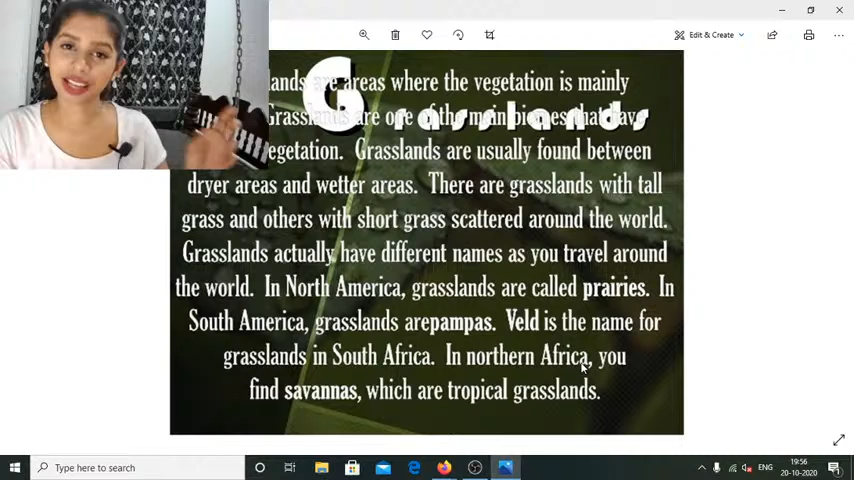 Edit & Create
Grasslands
lands are areas where the vegetation is mainly
Grasslands are one of the main biomes that have
vegetation. Grasslands are usually found between
dryer areas and wetter areas. There are grasslands with tall
grass and others with short grass scattered around the world.
Grasslands actually have different names as you travel around
the world. In North America, grasslands are called prairies. In
South America, grasslands arepampas. Veld is the name for
grasslands in South Africa. In northern Africa, you
find savannas, which are tropical grasslands.
Type here to search
ENG
19:56
20-10-2020